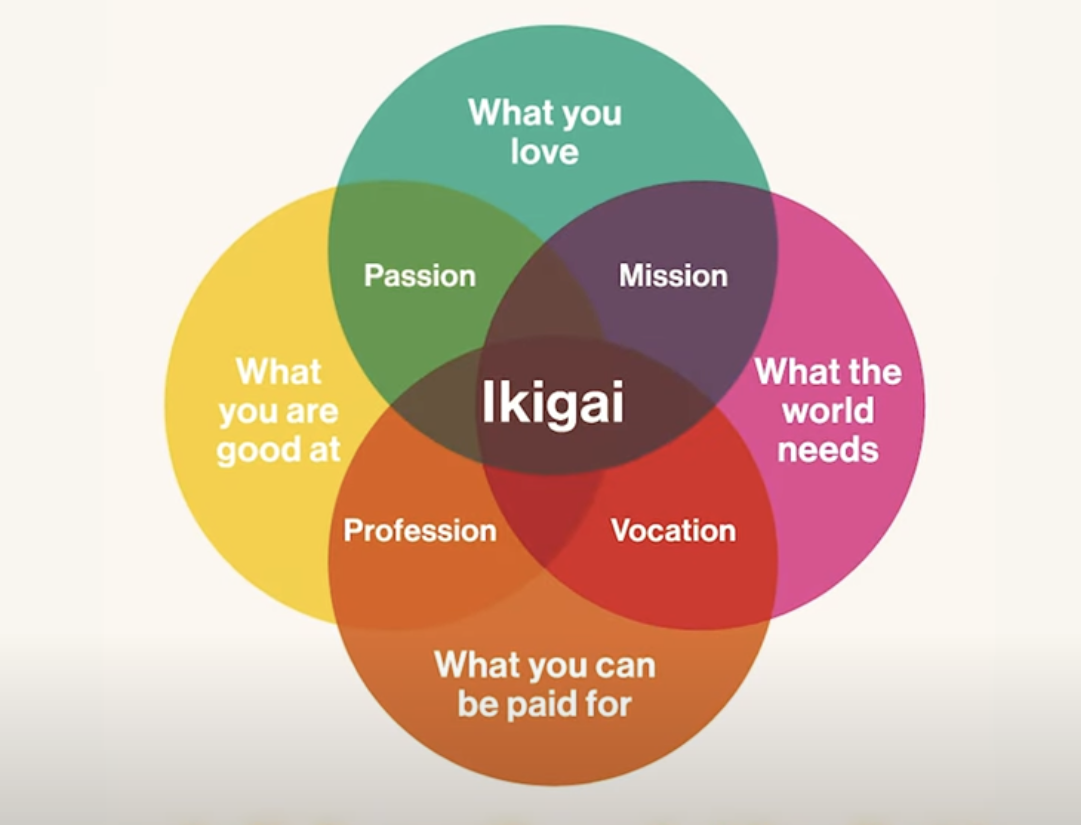 What you
love
Passion
Mission
What
you are
good at
Ikigai
What the
world
needs
Profession
Vocation
What you can
be paid for